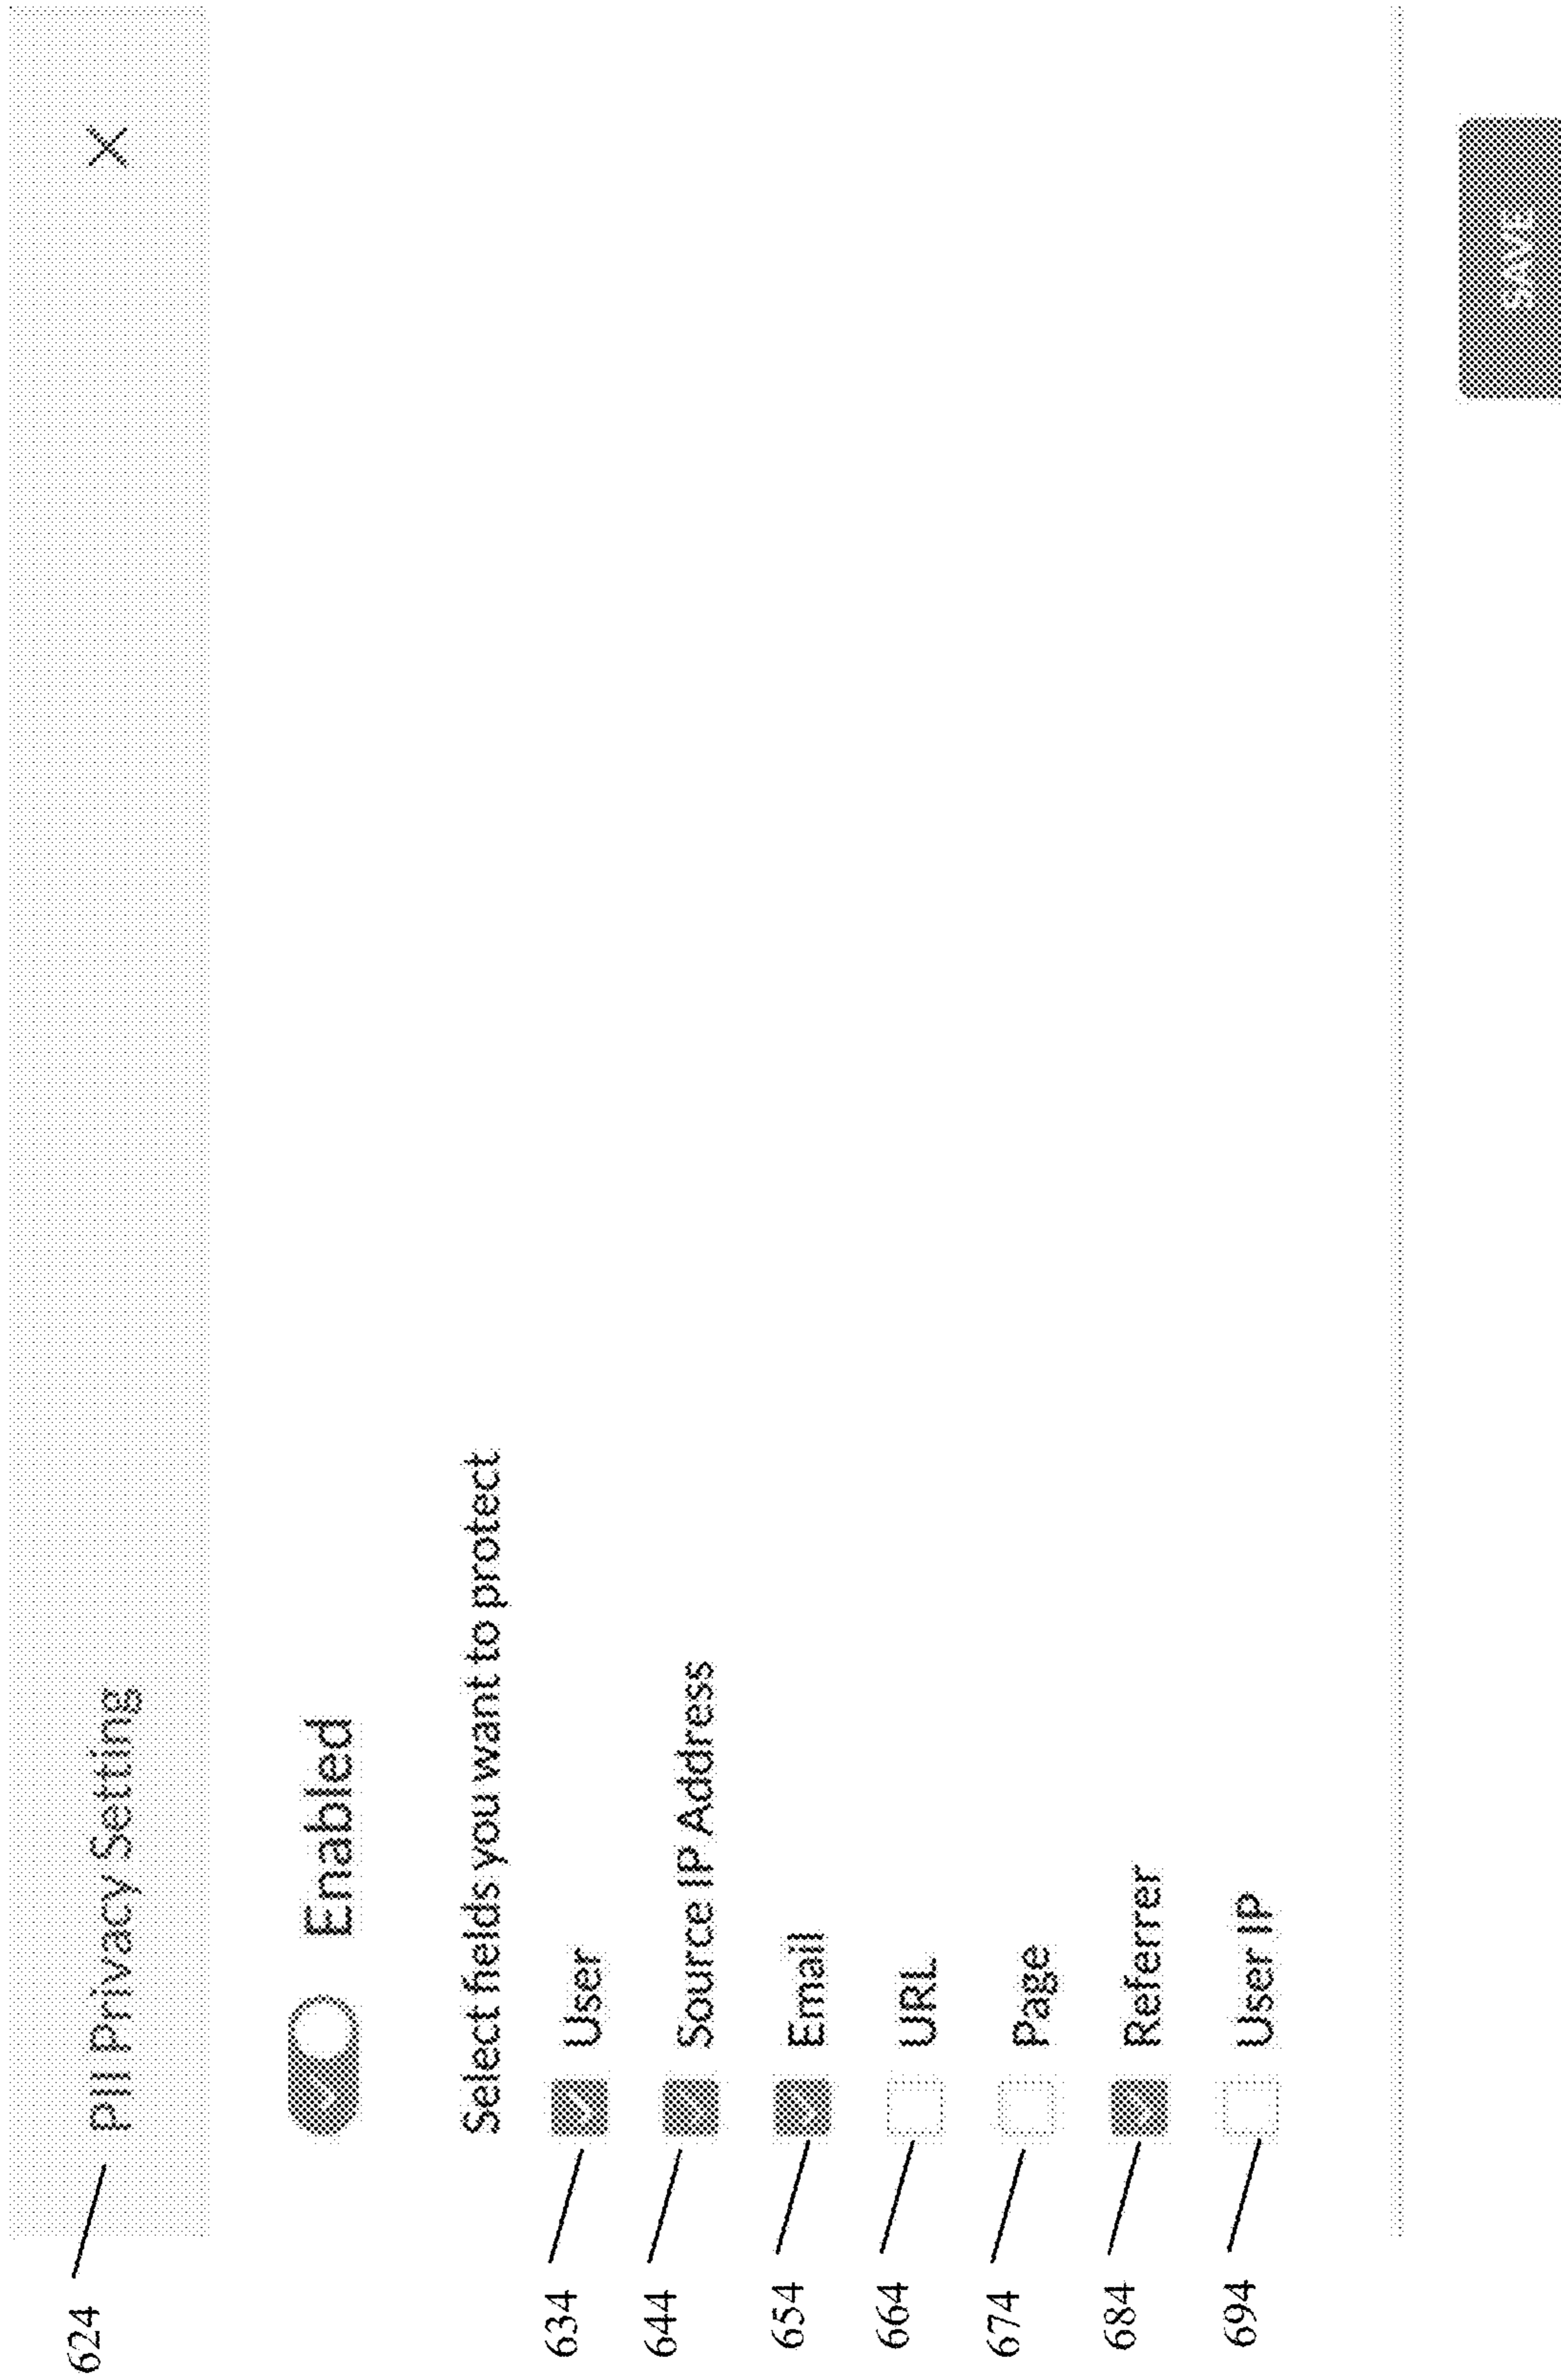 624 PII Privacy Setting X
Enabled
Select fields you want to protect
634 User
644 Source IP Address
654 Email
664 URL
674 Page
684 Referrer
694 User IP
SAVE